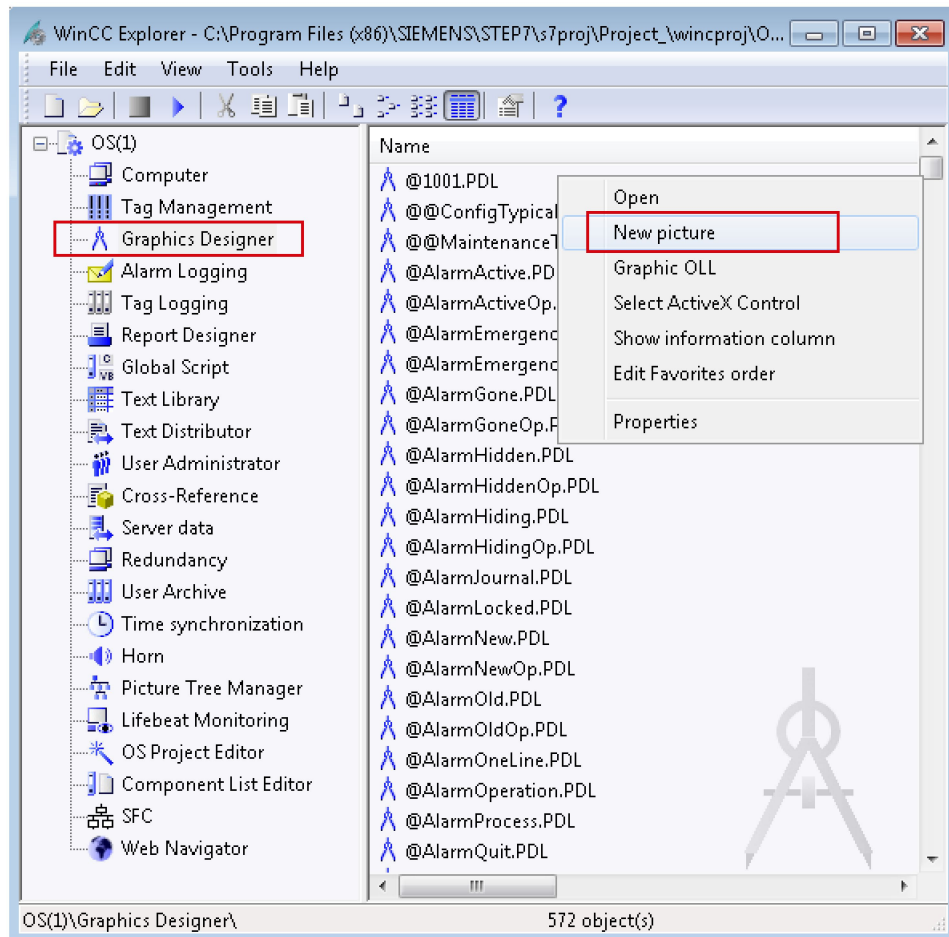 WinCC Explorer - C:\Program Files (x86)\SIEMENS\STEP7\s7proj\Project_\wincproj\O...
File Edit View Tools Help
OS(1)
Computer
Tag Management
Graphics Designer
Alarm Logging
Tag Logging
Report Designer
Global Script
Text Library
Text Distributor
User Administrator
Cross-Reference
Server data
Redundancy
User Archive
Time synchronization
Horn
Picture Tree Manager
Lifebeat Monitoring
OS Project Editor
Component List Editor
SFC
Web Navigator
Name
@1001.PDL
@@ConfigTypical
@@MaintenanceT
@AlarmActive.PD
@AlarmActiveOp.
@AlarmEmergenc
@AlarmEmergenc
@AlarmGone.PDL
@AlarmGoneOp.P
@AlarmHidden.PDL
@AlarmHiddenOp.PDL
@AlarmHiding.PDL
@AlarmHidingOp.PDL
@AlarmJournal.PDL
@AlarmLocked.PDL
@AlarmNew.PDL
@AlarmNewOp.PDL
@AlarmOld.PDL
@AlarmOldOp.PDL
@AlarmOneLine.PDL
@AlarmOperation.PDL
@AlarmProcess.PDL
@AlarmQuit.PDL
Open
New picture
Graphic OLL
Select ActiveX Control
Show information column
Edit Favorites order
Properties
OS(1)\Graphics Designer\
572 object(s)